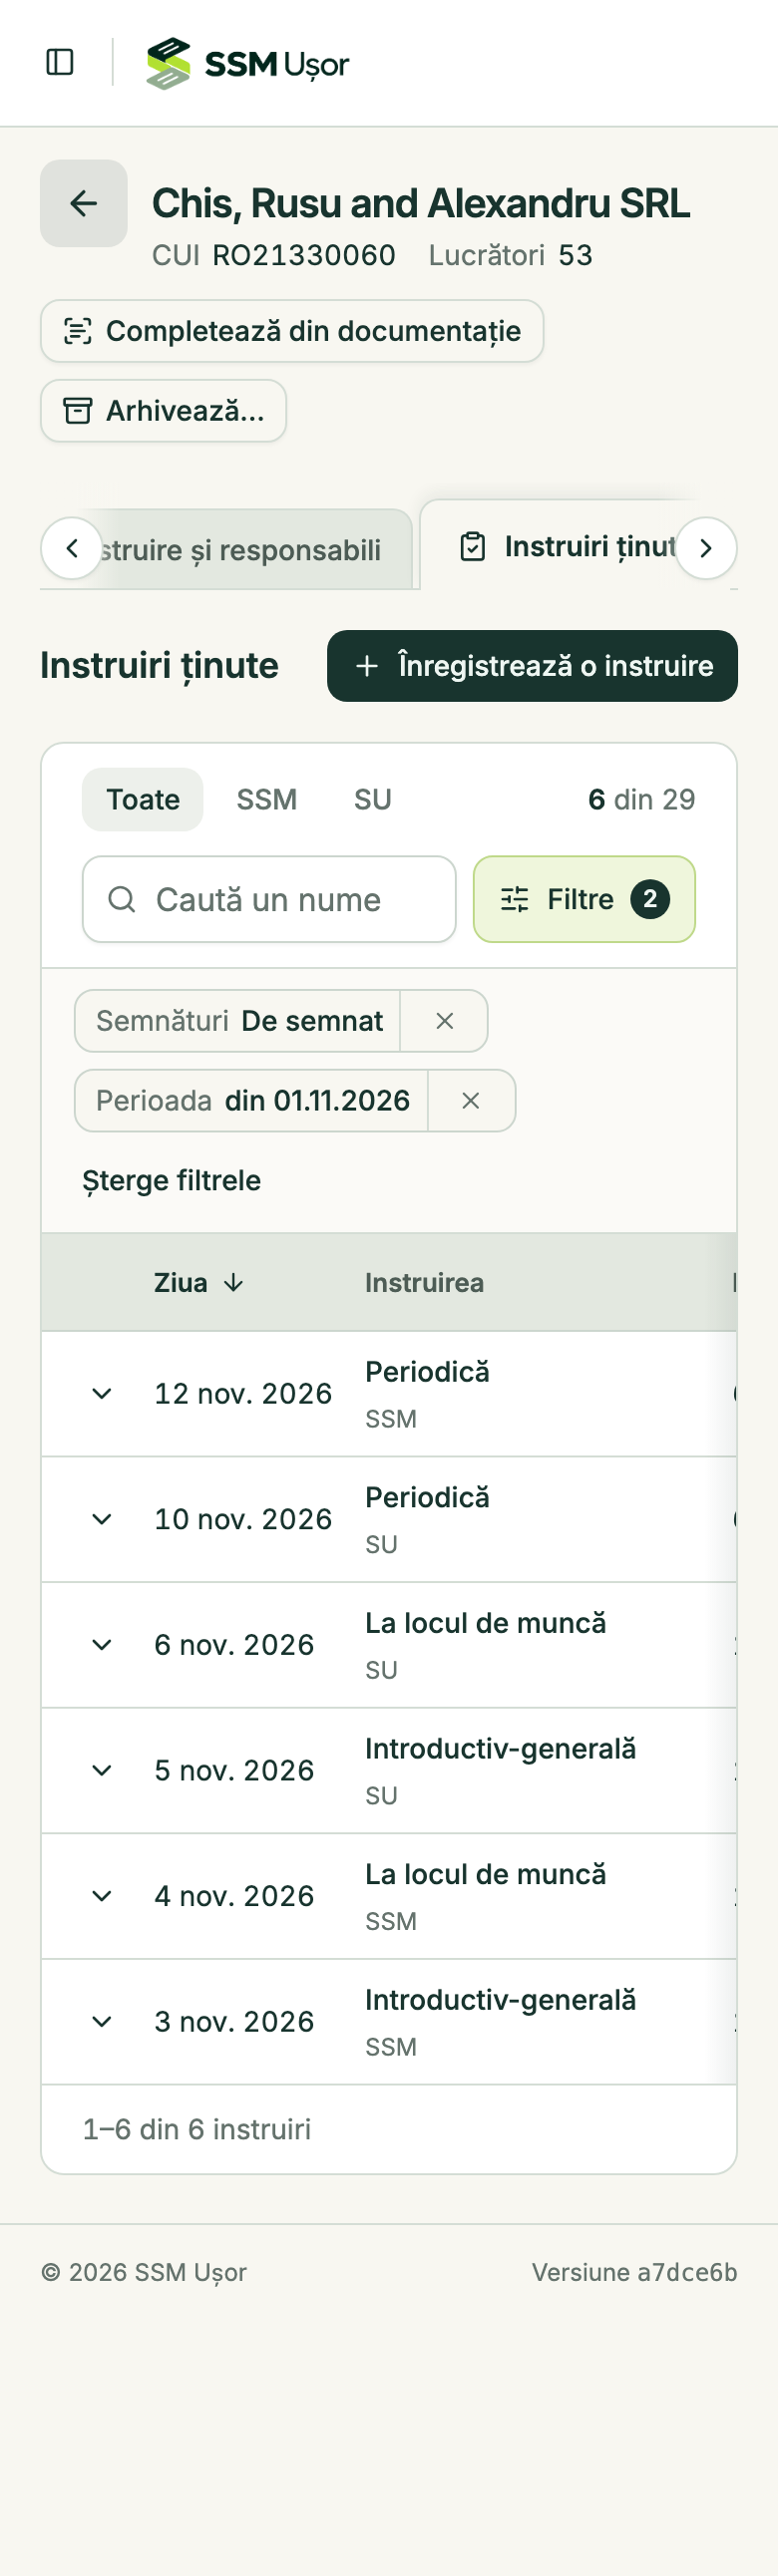 SSM Ușor
Chis, Rusu and Alexandru SRL
CUI RO21330060 Lucrători 53
Completează din documentație
Arhivează...
struire și responsabili
Instruiri ținut
Instruiri ținute
Înregistrează o instruire
Toate SSM SU 6 din 29
Caută un nume
Filtre 2
Semnături De semnat
Perioada din 01.11.2026
Șterge filtrele
Ziua Instruirea
12 nov. 2026 Periodică
SSM
10 nov. 2026 Periodică
SU
6 nov. 2026 La locul de muncă
SU
5 nov. 2026 Introductiv-generală
SU
4 nov. 2026 La locul de muncă
SSM
3 nov. 2026 Introductiv-generală
SSM
1–6 din 6 instruiri
© 2026 SSM Ușor
Versiune a7dce6b